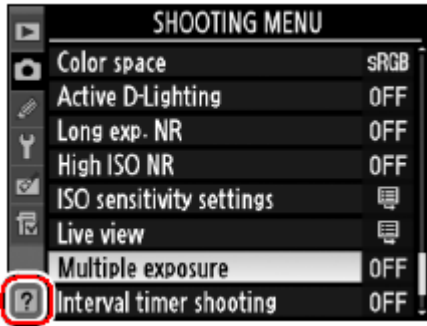 SHOOTING MENU
Color space sRGB
Active D-Lighting OFF
Long exp. NR OFF
High ISO NR OFF
ISO sensitivity settings
Live view
Multiple exposure OFF
? Interval timer shooting OFF